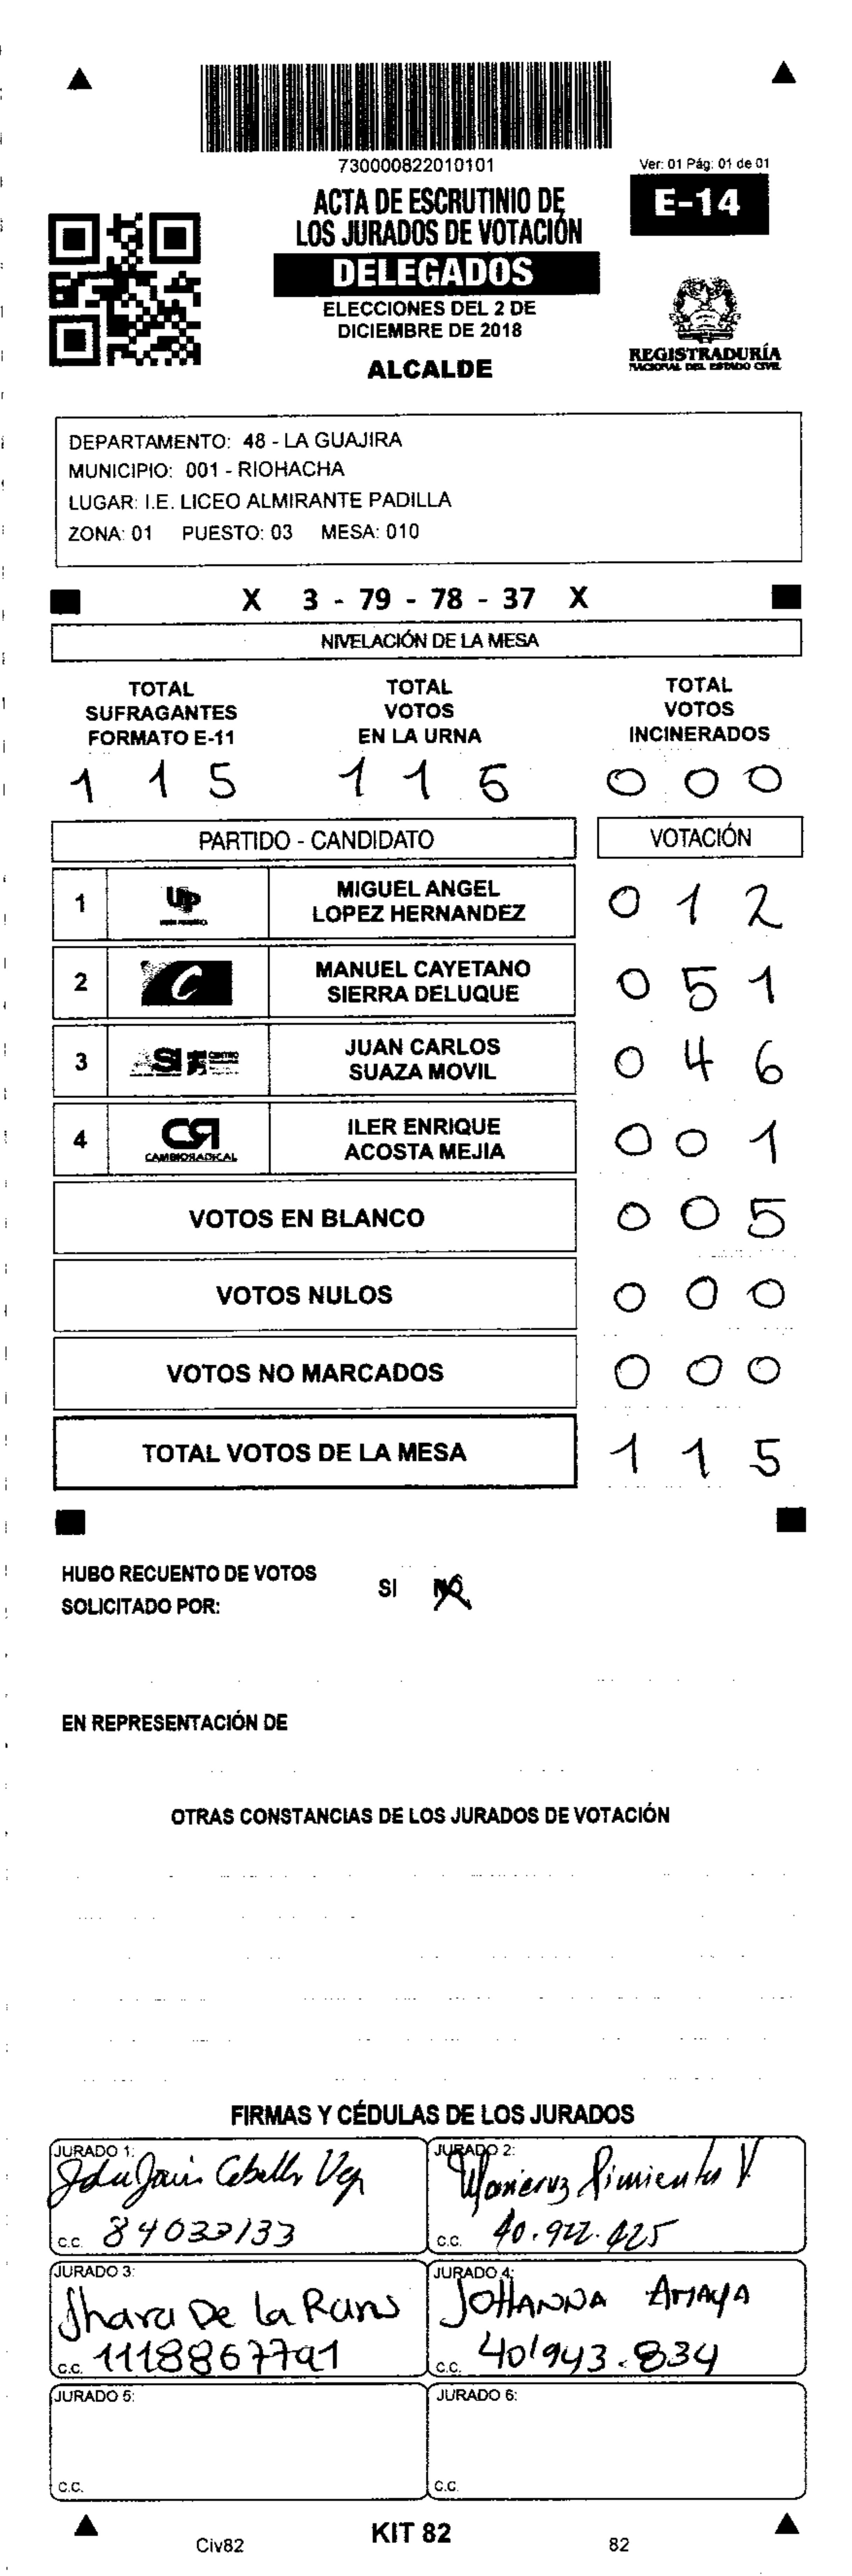 730000822010101
Ver: 01 Pág: 01 de 01
ACTA DE ESCRUTINIO DE
LOS JURADOS DE VOTACIÓN
E-14
DELEGADOS
ELECCIONES DEL 2 DE
DICIEMBRE DE 2018
ALCALDE
REGISTRADURÍA
NACIONAL DEL ESTADO CIVIL
DEPARTAMENTO: 48 - LA GUAJIRA
MUNICIPIO: 001 - RIOHACHA
LUGAR: I.E. LICEO ALMIRANTE PADILLA
ZONA: 01 PUESTO: 03 MESA: 010
X 3 - 79 - 78 - 37 X
NIVELACIÓN DE LA MESA
TOTAL SUFRAGANTES FORMATO E-11
TOTAL VOTOS EN LA URNA
TOTAL VOTOS INCINERADOS
1 1 5
1 1 5
0 0 0
PARTIDO - CANDIDATO VOTACIÓN
1 UP MIGUEL ANGEL LOPEZ HERNANDEZ 0 1 2
2 C MANUEL CAYETANO SIERRA DELUQUE 0 5 1
3 ASI JUAN CARLOS SUAZA MOVIL 0 4 6
4 CR CAMBIO RADICAL ILER ENRIQUE ACOSTA MEJIA 0 0 1
VOTOS EN BLANCO 0 0 5
VOTOS NULOS 0 0 0
VOTOS NO MARCADOS 0 0 0
TOTAL VOTOS DE LA MESA 1 1 5
HUBO RECUENTO DE VOTOS SI NO
SOLICITADO POR:
EN REPRESENTACIÓN DE
OTRAS CONSTANCIAS DE LOS JURADOS DE VOTACIÓN
FIRMAS Y CÉDULAS DE LOS JURADOS
JURADO 1:
C.C.
JURADO 2:
Pimienta V.
C.C. 40.922.425
JURADO 3:
Shara De la
C.C. 1118867791
JURADO 4:
JOHANNA AMAYA
C.C. 40943.834
JURADO 5:
C.C.
JURADO 6:
C.C.
Civ82
KIT 82
82